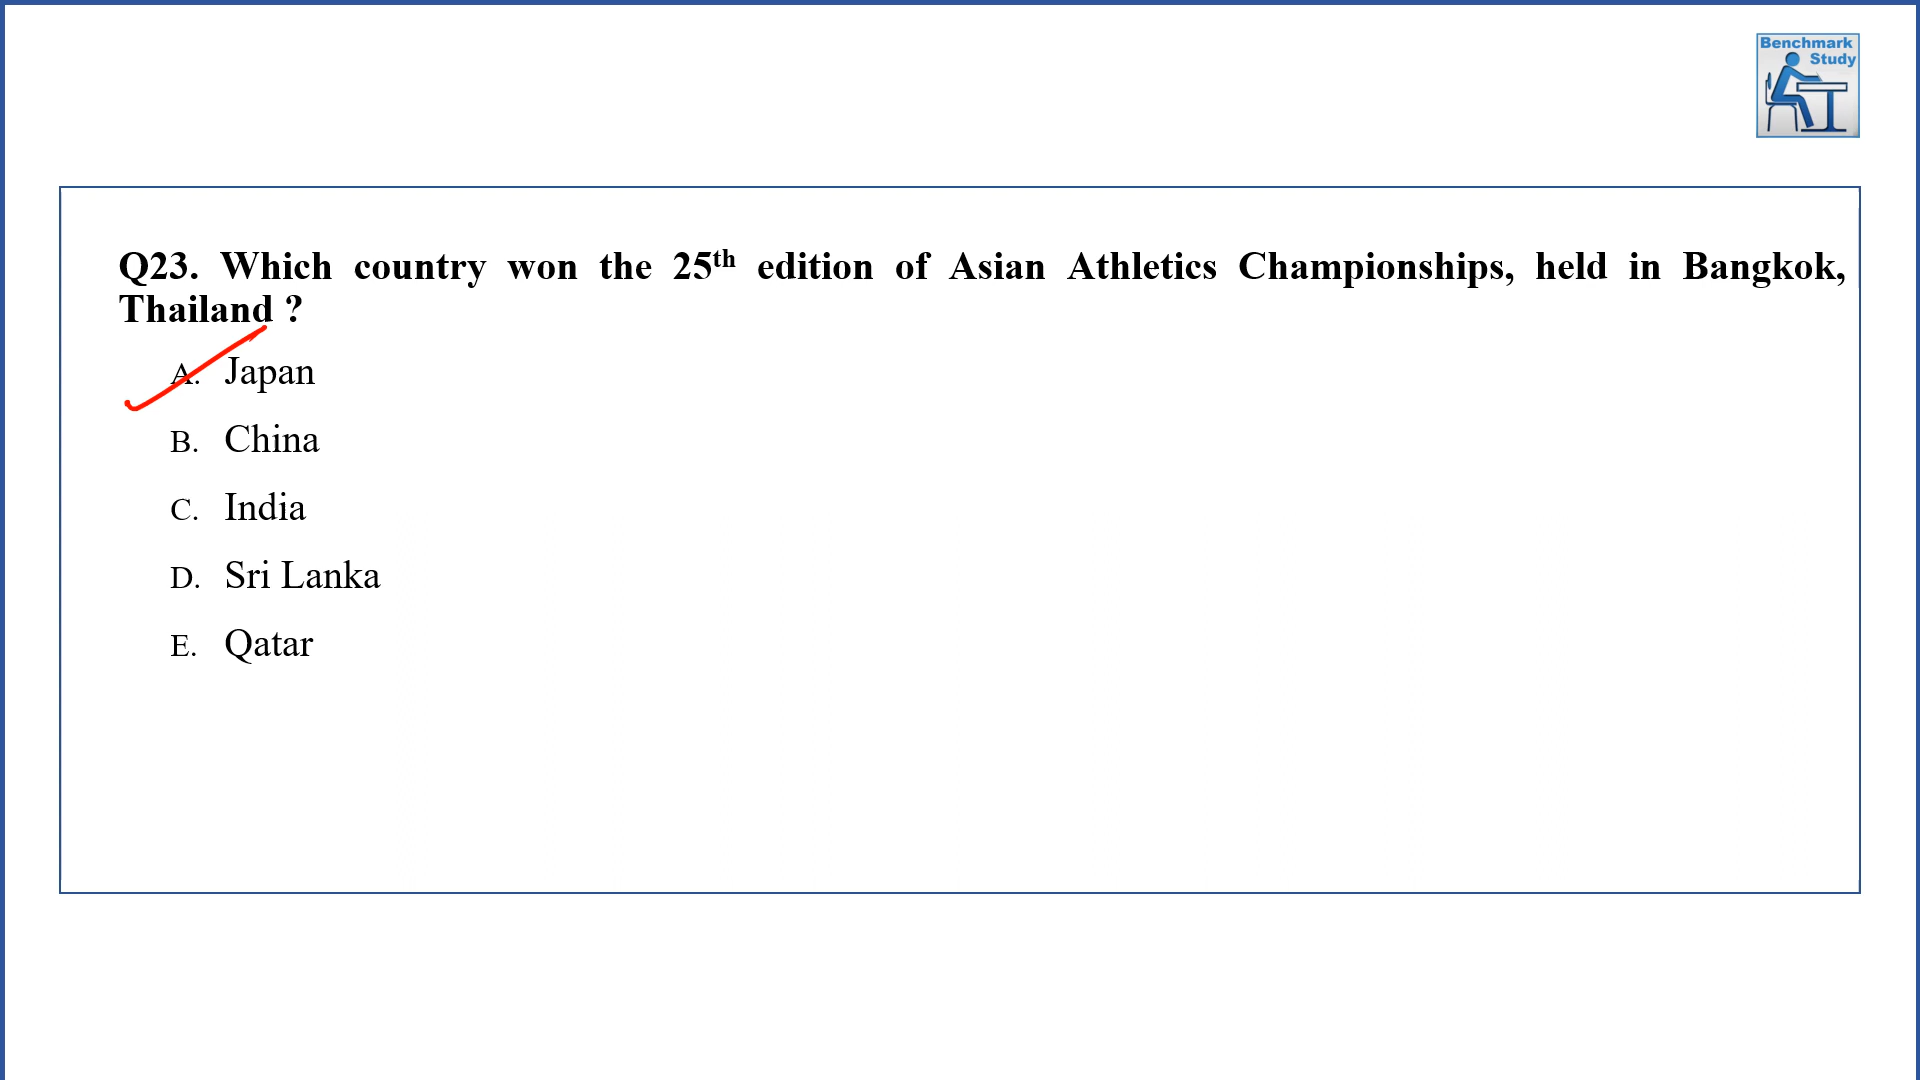 Benchmark
Study
Q23. Which country won the 25th edition of Asian Athletics Championships, held in Bangkok,
Thailand ?
A. Japan
B. China
C. India
D. Sri Lanka
E. Qatar